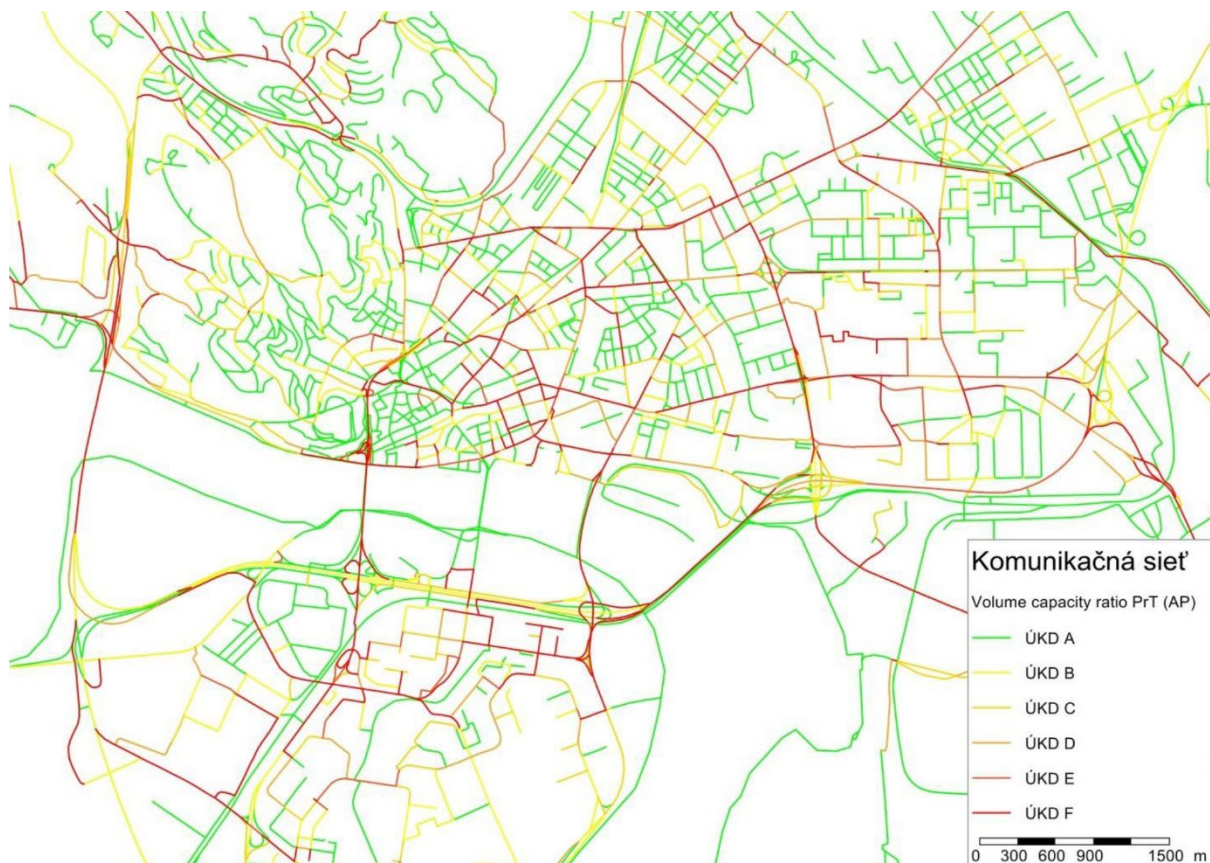 Komunikačná sieť
Volume capacity ratio PrT (AP)
ÚKD A
ÚKD B
ÚKD C
ÚKD D
ÚKD E
ÚKD F
0 300 600 900 1500 m